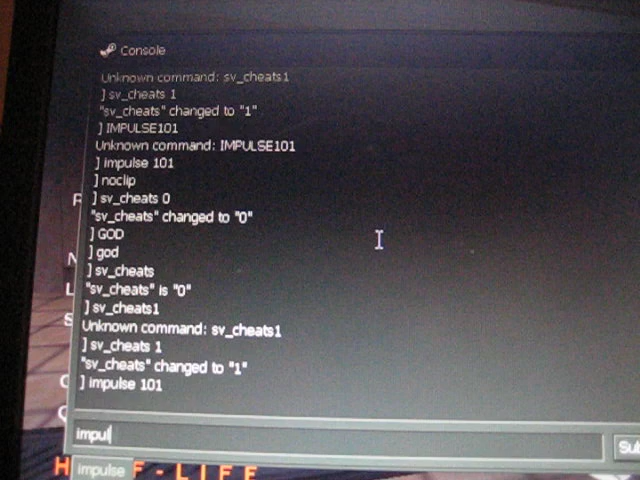 Console
Unknown command: sv_cheats1
] sv_cheats 1
"sv_cheats" changed to "1"
] IMPULSE101
Unknown command: IMPULSE101
] impulse 101
] noclip
] sv_cheats 0
"sv_cheats" changed to "0"
] GOD
] god
] sv_cheats
"sv_cheats" is "0"
] sv_cheats1
Unknown command: sv_cheats1
] sv_cheats 1
"sv_cheats" changed to "1"
] impulse 101
impul
Sub
impulse
H F-LIFE